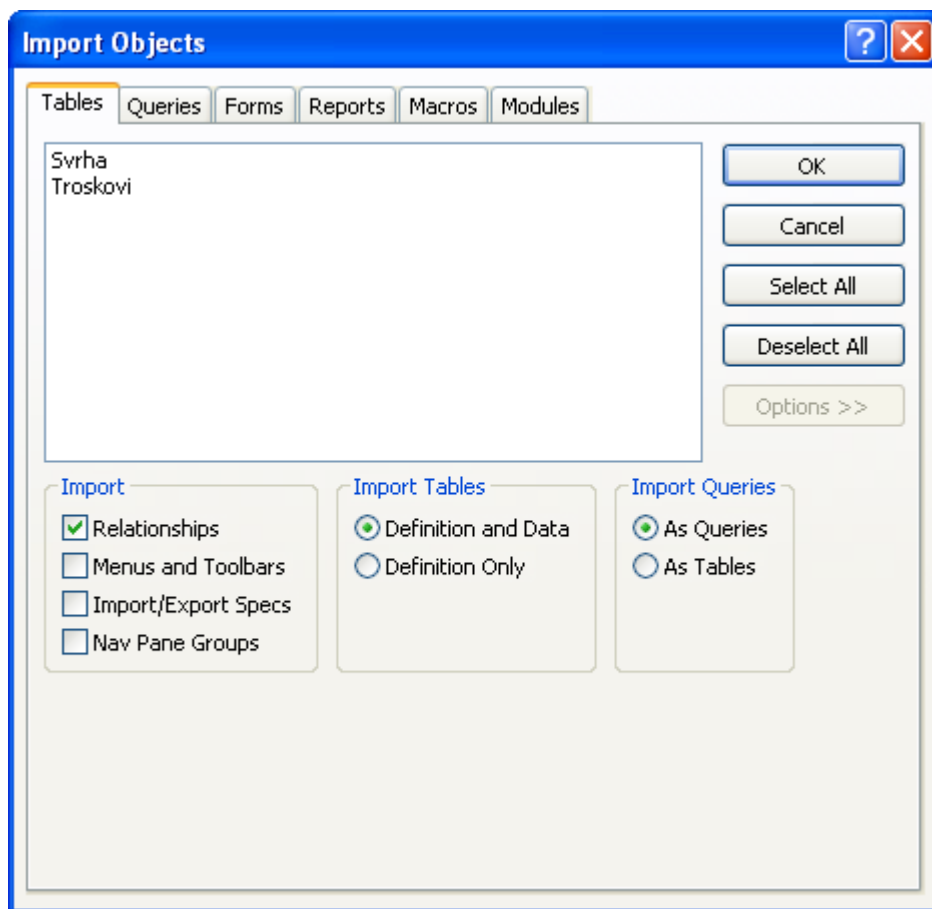 Import Objects
Tables Queries Forms Reports Macros Modules
Svrha
Troskovi
OK
Cancel
Select All
Deselect All
Options >>
Import
Relationships
Menus and Toolbars
Import/Export Specs
Nav Pane Groups
Import Tables
Definition and Data
Definition Only
Import Queries
As Queries
As Tables